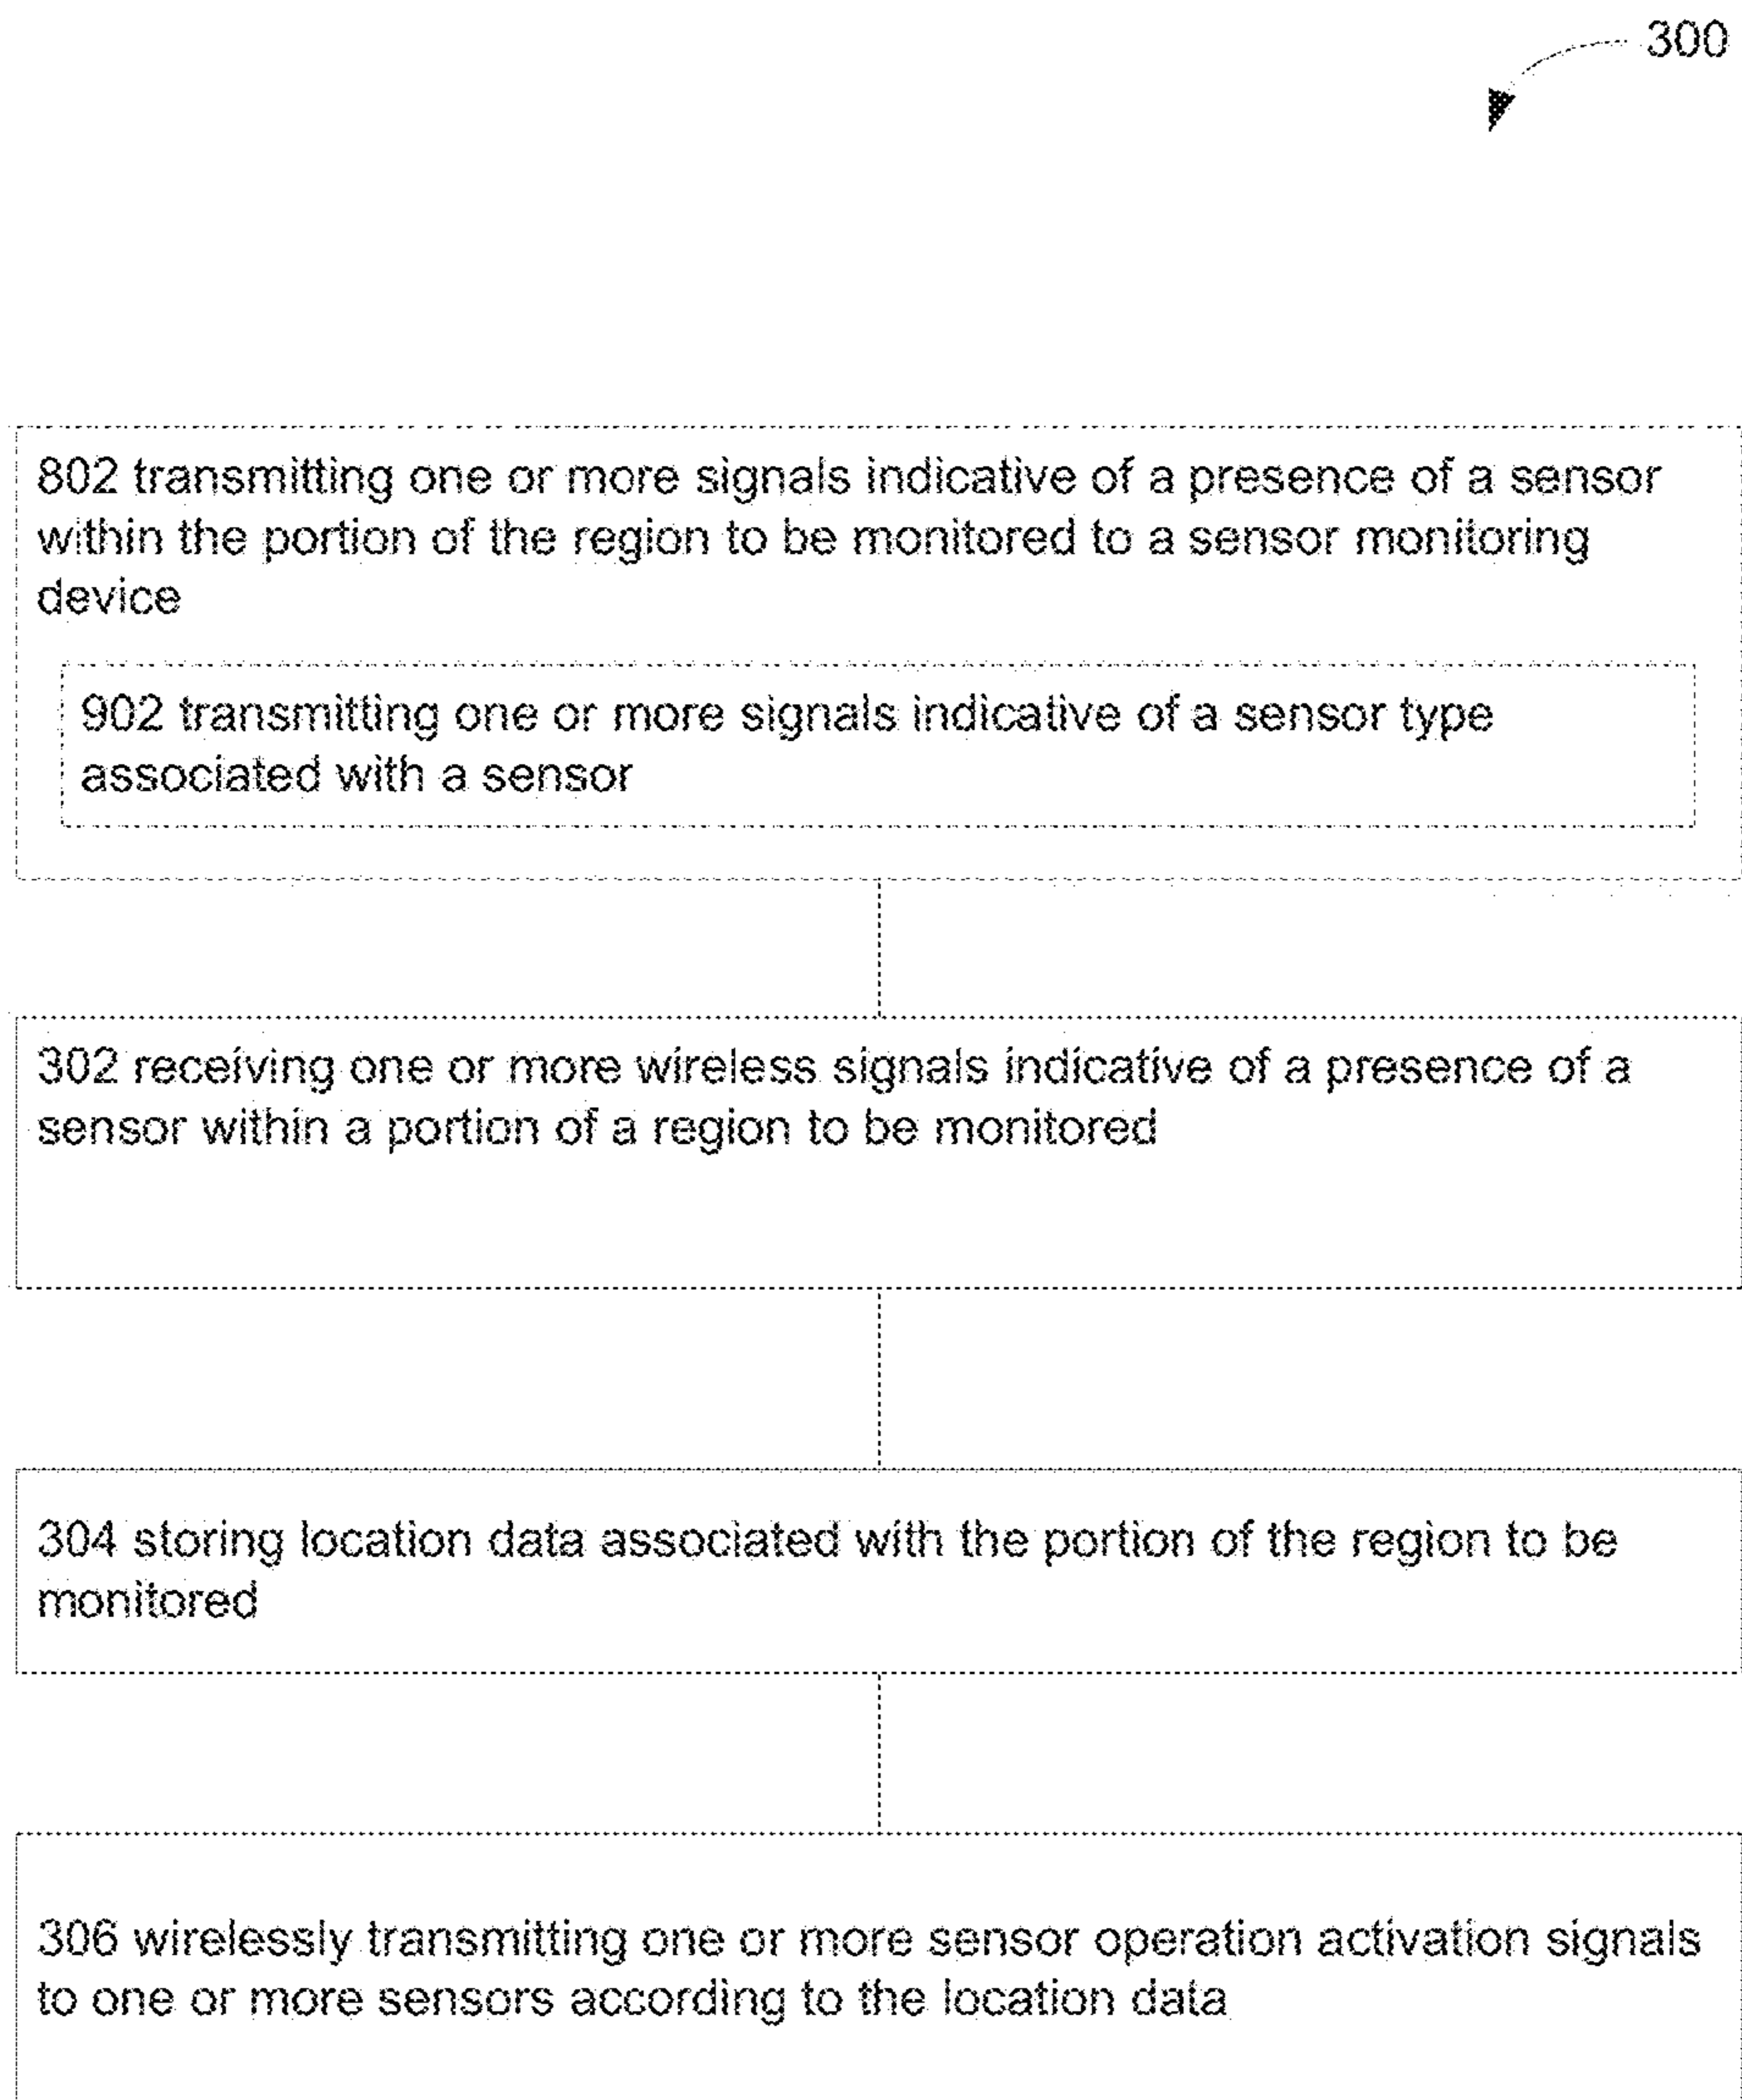 300
802 transmitting one or more signals indicative of a presence of a sensor
within the portion of the region to be monitored to a sensor monitoring
device
902 transmitting one or more signals indicative of a sensor type
associated with a sensor
302 receiving one or more wireless signals indicative of a presence of a
sensor within a portion of a region to be monitored
304 storing location data associated with the portion of the region to be
monitored
306 wirelessly transmitting one or more sensor operation activation signals
to one or more sensors according to the location data